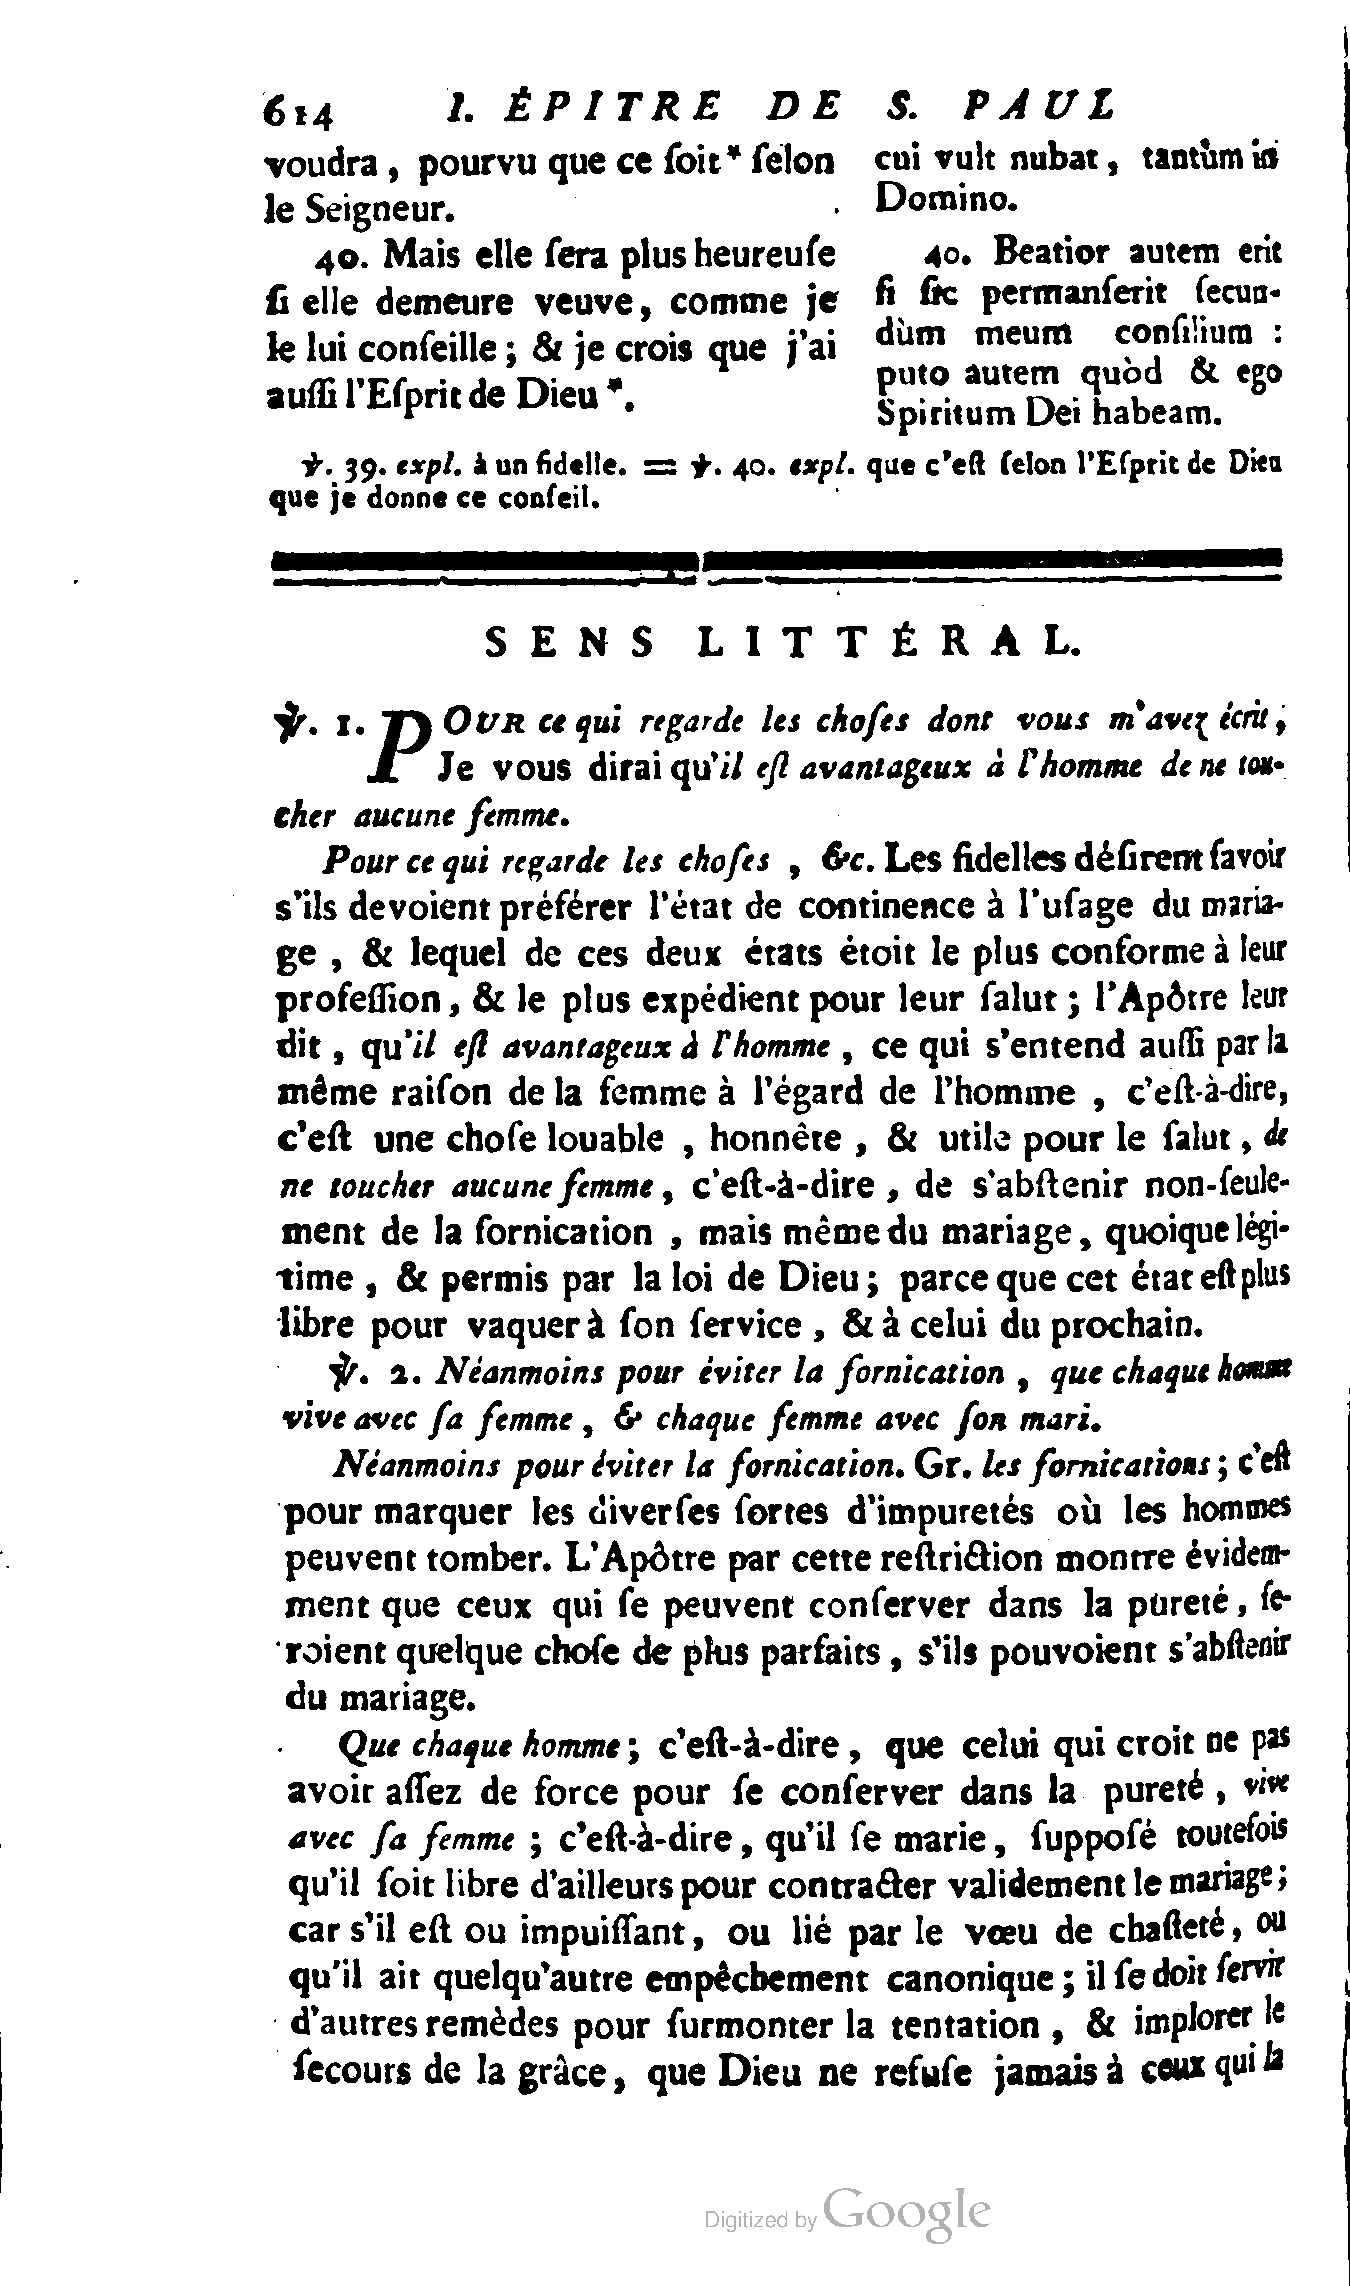 614 I. ÉPITRE DE S. PAUL
voudra, pourvu que ce ſoit * ſelon
le Seigneur.
40. Mais elle ſera plus heureuſe
ſi elle demeure veuve, comme je
le lui conſeille; & je crois que j'ai
auſſi l'Eſprit de Dieu *.
cui vult nubat, tantùm in
Domino.
40. Beatior autem erit
ſi ſic permanſerit ſecun-
dùm meum conſilium :
puto autem quòd & ego
Spiritum Dei habeam.
℣. 39. expl. à un fidelle. = ℣. 40. expl. que c'eſt ſelon l'Eſprit de Dieu
que je donne ce conſeil.
SENS LITTÉRAL.
℣. 1. POUR ce qui regarde les choſes dont vous m'avez écrit;
Je vous dirai qu'il eſt avantageux à l'homme de ne tou-
cher aucune femme.
Pour ce qui regarde les choſes, &c. Les fidelles déſirent ſavoir
s'ils devoient préférer l'état de continence à l'uſage du maria-
ge, & lequel de ces deux états étoit le plus conforme à leur
profeſſion, & le plus expédient pour leur ſalut; l'Apôtre leur
dit, qu'il eſt avantageux à l'homme, ce qui s'entend auſſi par la
même raiſon de la femme à l'égard de l'homme, c'eſt-à-dire,
c'eſt une choſe louable, honnête, & utile pour le ſalut, de
ne toucher aucune femme, c'eſt-à-dire, de s'abſtenir non-ſeule-
ment de la fornication, mais même du mariage, quoique légi-
time, & permis par la loi de Dieu; parce que cet état eſt plus
libre pour vaquer à ſon ſervice, & à celui du prochain.
℣. 2. Néanmoins pour éviter la fornication, que chaque homme
vive avec ſa femme, & chaque femme avec ſon mari.
Néanmoins pour éviter la fornication. Gr. les fornications; c'eſt
pour marquer les diverſes ſortes d'impuretés où les hommes
peuvent tomber. L'Apôtre par cette reſtriction montre évidem-
ment que ceux qui ſe peuvent conſerver dans la pureté, ſe-
roient quelque choſe de plus parfaits, s'ils pouvoient s'abſtenir
du mariage.
Que chaque homme; c'eſt-à-dire, que celui qui croit ne pas
avoir aſſez de force pour ſe conſerver dans la pureté, vive
avec ſa femme; c'eſt-à-dire, qu'il ſe marie, ſuppoſé toutefois
qu'il ſoit libre d'ailleurs pour contracter validement le mariage;
car s'il eſt ou impuiſſant, ou lié par le vœu de chaſteté, ou
qu'il ait quelqu'autre empêchement canonique; il ſe doit ſervir
d'autres remèdes pour ſurmonter la tentation, & implorer le
ſecours de la grâce, que Dieu ne refuſe jamais à ceux qui la
Digitized by Google